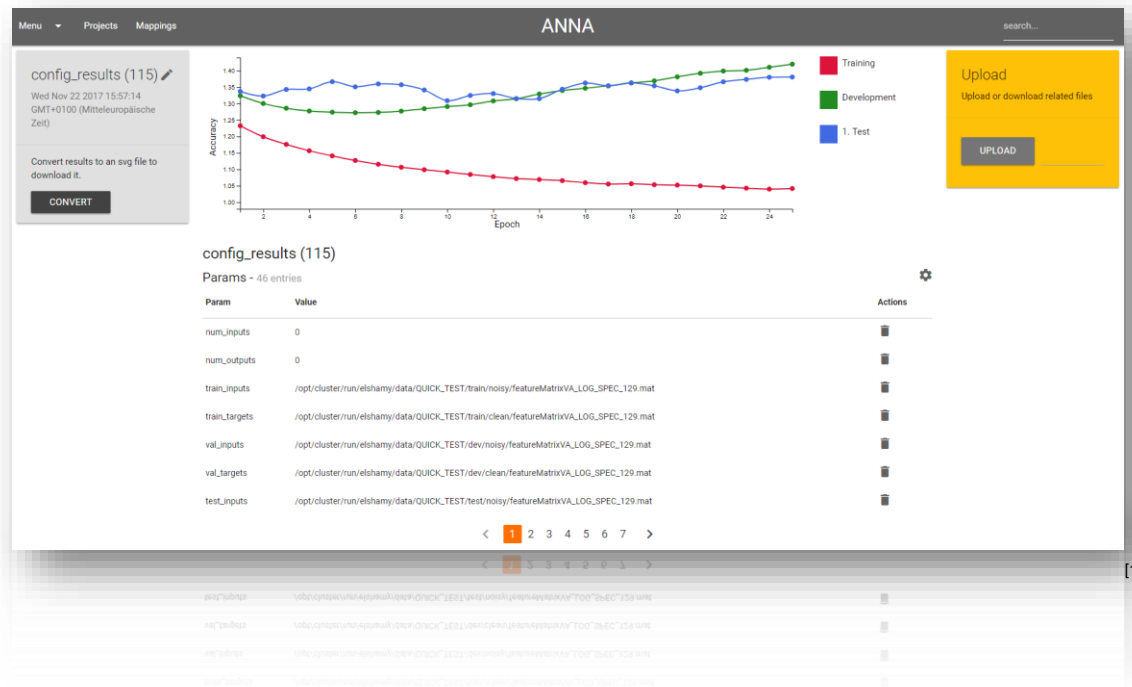 Menu Projects Mappings ANNA search...
config_results (115)
Wed Nov 22 2017 15:57:14
GMT+0100 (Mitteleuropäische
Zeit)
Convert results to an svg file to
download it.
CONVERT
Accuracy
1.40
1.35
1.30
1.25
1.20
1.15
1.10
1.05
1.00
2 4 6 8 10 12 14 16 18 20 22 24
Epoch
Training
Development
1. Test
Upload
Upload or download related files
UPLOAD
config_results (115)
Params - 46 entries
Param Value Actions
num_inputs 0
num_outputs 0
train_inputs /opt/cluster/run/elshamy/data/QUICK_TEST/train/noisy/featureMatrixVA_LOG_SPEC_129.mat
train_targets /opt/cluster/run/elshamy/data/QUICK_TEST/train/clean/featureMatrixVA_LOG_SPEC_129.mat
val_inputs /opt/cluster/run/elshamy/data/QUICK_TEST/dev/noisy/featureMatrixVA_LOG_SPEC_129.mat
val_targets /opt/cluster/run/elshamy/data/QUICK_TEST/dev/clean/featureMatrixVA_LOG_SPEC_129.mat
test_inputs /opt/cluster/run/elshamy/data/QUICK_TEST/test/noisy/featureMatrixVA_LOG_SPEC_129.mat
< 1 2 3 4 5 6 7 >